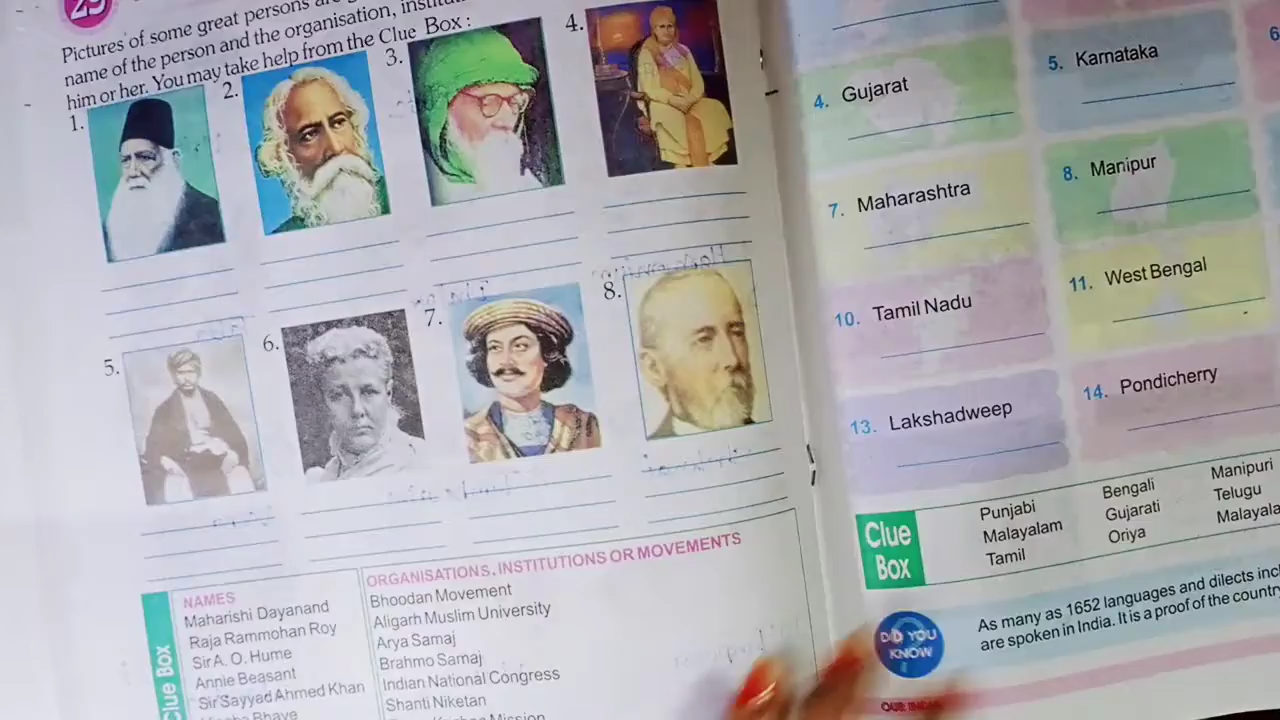 29
Pictures of some great persons are
name of the person and the organisation,
him or her. You may take help from the Clue Box :
1.
2.
3.
4.
5.
6.
7.
8.
Clue Box
NAMES
Maharishi Dayanand
Raja Rammohan Roy
Sir A. O. Hume
Annie Beasant
Sir Sayyad Ahmed Khan
ORGANISATIONS, INSTITUTIONS OR MOVEMENTS
Bhoodan Movement
Aligarh Muslim University
Arya Samaj
Brahmo Samaj
Indian National Congress
Shanti Niketan
4. Gujarat
5. Karnataka
6
7. Maharashtra
8. Manipur
10. Tamil Nadu
11. West Bengal
13. Lakshadweep
14. Pondicherry
Clue
Box
Punjabi
Malayalam
Tamil
Bengali
Gujarati
Oriya
Manipuri
Telugu
DID YOU
KNOW
?
As many as 1652 languages and dilects
are spoken in India. It is a proof of the